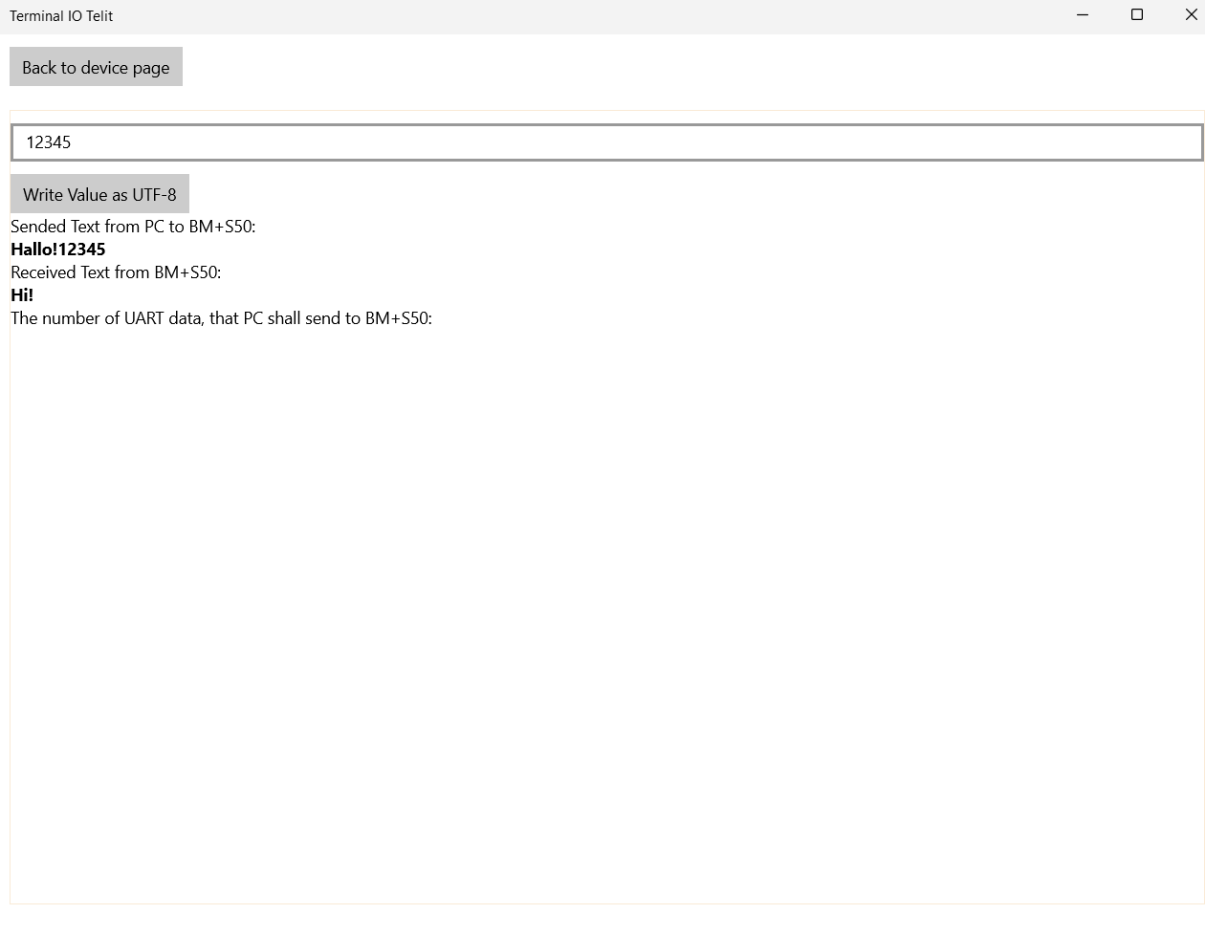 Terminal IO Telit
Back to device page
12345
Write Value as UTF-8
Sended Text from PC to BM+S50:
Hallo!12345
Received Text from BM+S50:
Hi!
The number of UART data, that PC shall send to BM+S50: